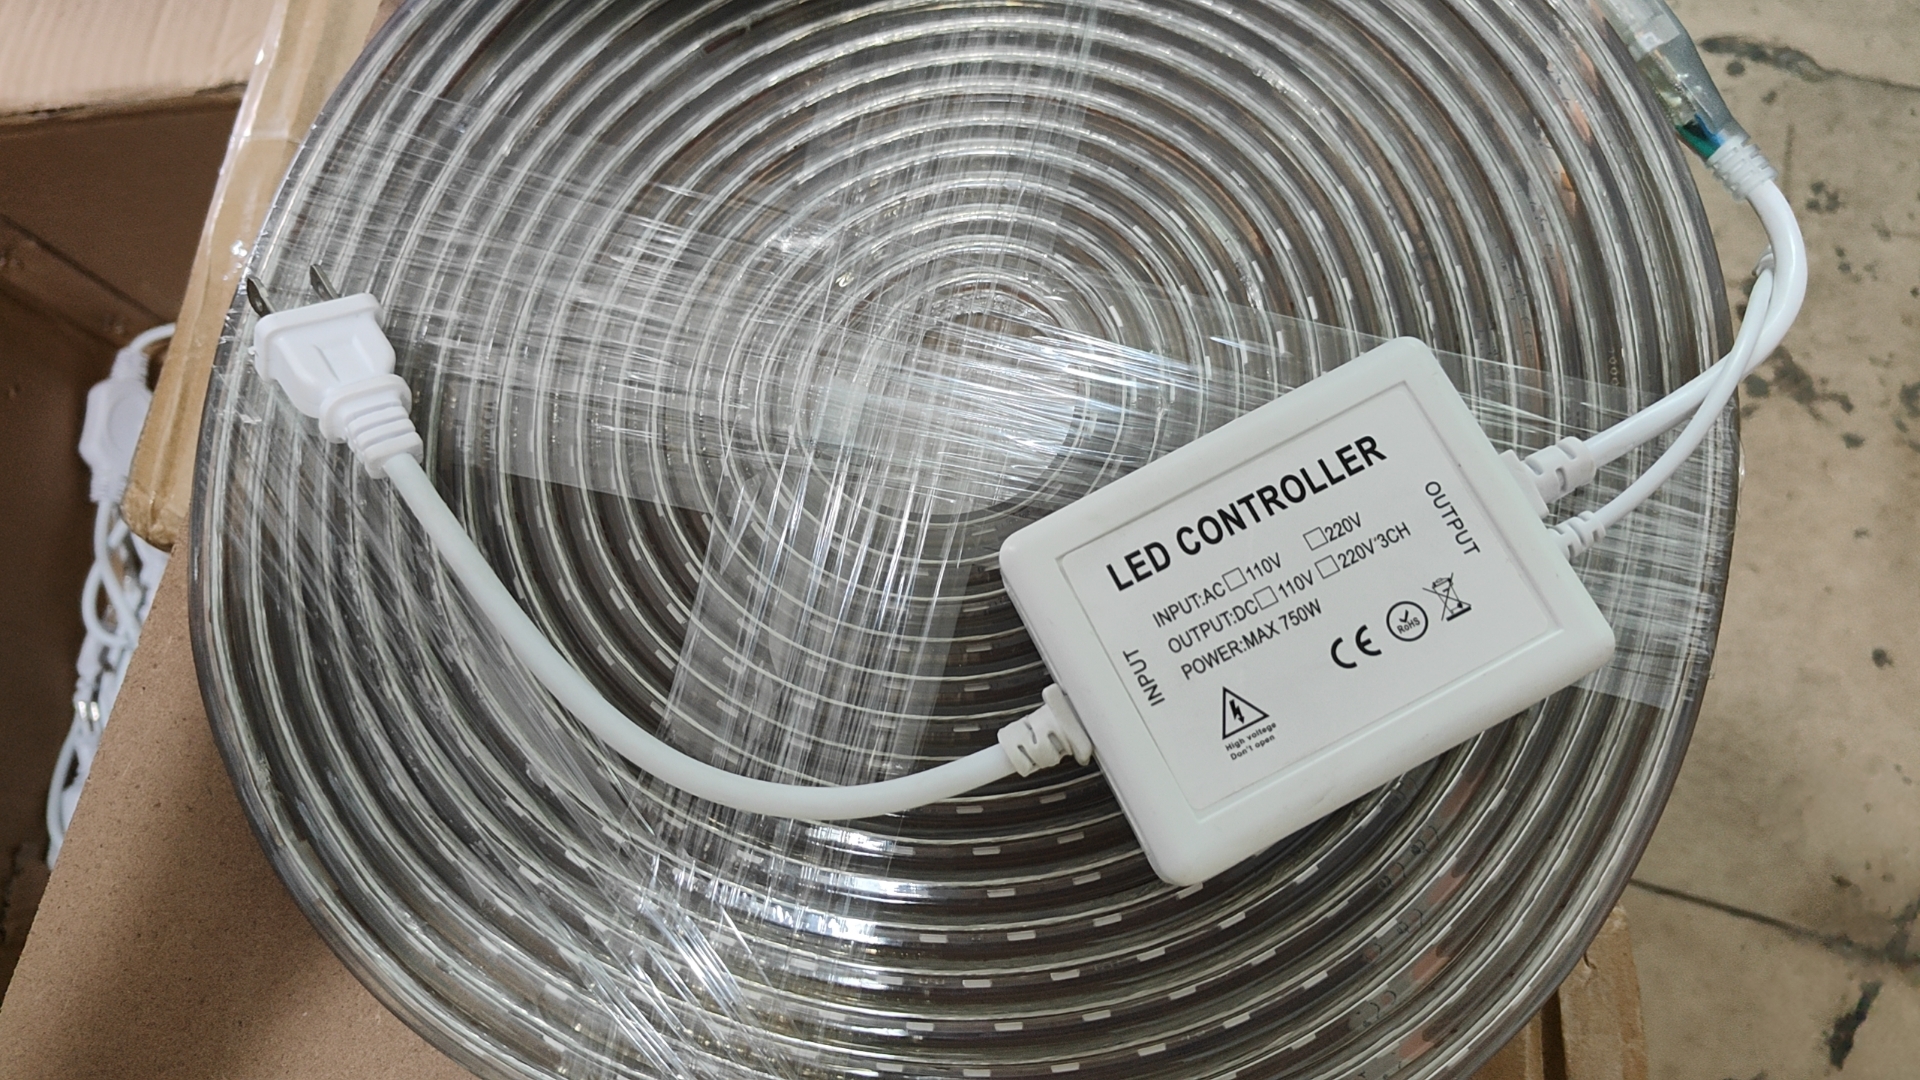 LED CONTROLLER
INPUT:AC□110V □220V
OUTPUT:DC□110V □220V*3CH
POWER:MAX 750W
INPUT
OUTPUT
CE
RoHS
High voltage
Don't open